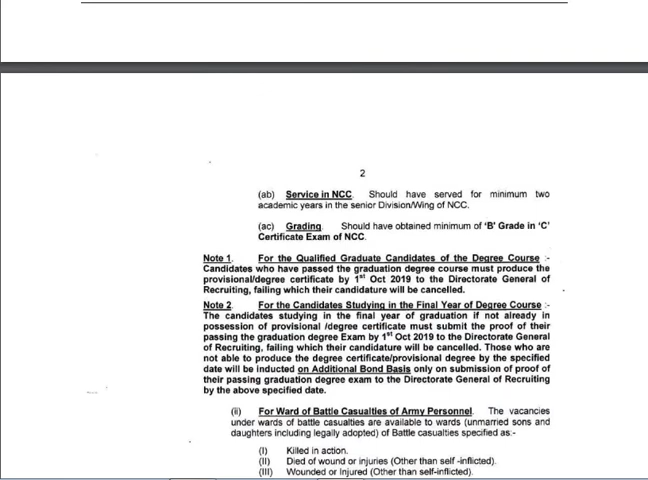 2
(ab) Service in NCC. Should have served for minimum two
academic years in the senior Division/Wing of NCC.
(ac) Grading. Should have obtained minimum of 'B' Grade in 'C'
Certificate Exam of NCC.
Note 1. For the Qualified Graduate Candidates of the Degree Course :-
Candidates who have passed the graduation degree course must produce the
provisional/degree certificate by 1st Oct 2019 to the Directorate General of
Recruiting, failing which their candidature will be cancelled.
Note 2. For the Candidates Studying in the Final Year of Degree Course :-
The candidates studying in the final year of graduation if not already in
possession of provisional /degree certificate must submit the proof of their
passing the graduation degree Exam by 1st Oct 2019 to the Directorate General
of Recruiting, failing which their candidature will be cancelled. Those who are
not able to produce the degree certificate/provisional degree by the specified
date will be inducted on Additional Bond Basis only on submission of proof of
their passing graduation degree exam to the Directorate General of Recruiting
by the above specified date.
(ii) For Ward of Battle Casualties of Army Personnel. The vacancies
under wards of battle casualties are available to wards (unmarried sons and
daughters including legally adopted) of Battle casualties specified as:-
(I) Killed in action.
(II) Died of wound or injuries (Other than self -inflicted).
(III) Wounded or Injured (Other than self-inflicted).